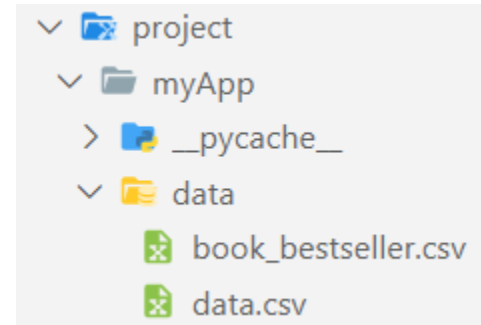 project
myApp
__pycache__
data
book_bestseller.csv
data.csv